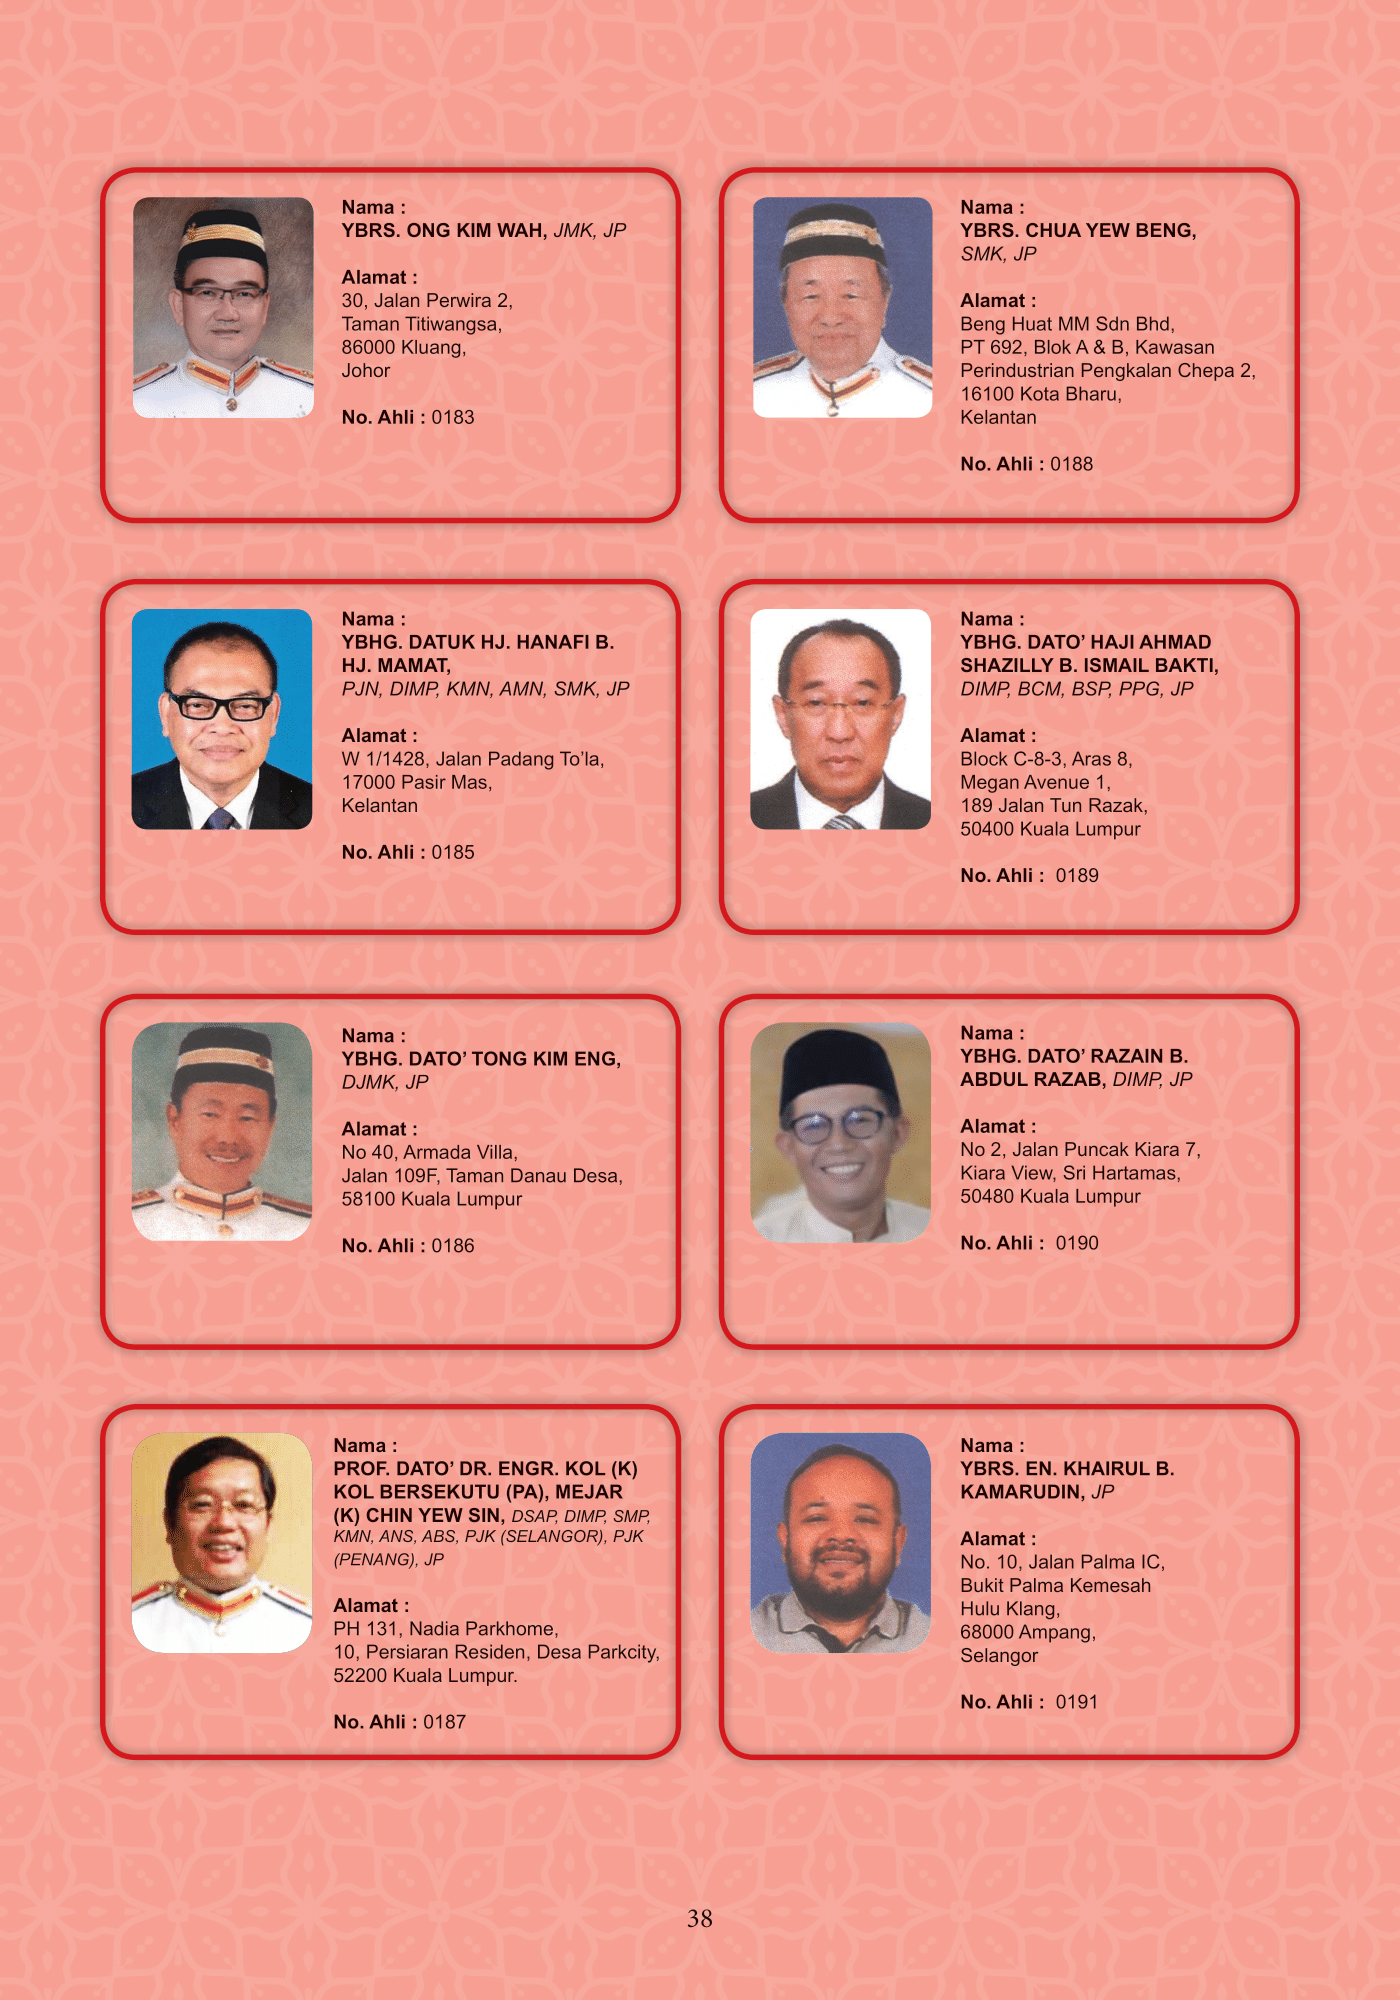 Nama :
YBRS. ONG KIM WAH, JMK, JP
Alamat :
30, Jalan Perwira 2,
Taman Titiwangsa,
86000 Kluang,
Johor
No. Ahli : 0183
Nama :
YBHG. DATUK HJ. HANAFI B.
HJ. MAMAT,
PJN, DIMP, KMN, AMN, SMK, JP
Alamat :
W 1/1428, Jalan Padang To’la,
17000 Pasir Mas,
Kelantan
No. Ahli : 0185
Nama :
YBHG. DATO’ TONG KIM ENG,
DJMK, JP
Alamat :
No 40, Armada Villa,
Jalan 109F, Taman Danau Desa,
58100 Kuala Lumpur
No. Ahli : 0186
Nama :
PROF. DATO’ DR. ENGR. KOL (K)
KOL BERSEKUTU (PA), MEJAR
(K) CHIN YEW SIN, DSAP, DIMP, SMP,
KMN, ANS, ABS, PJK (SELANGOR), PJK
(PENANG), JP
Alamat :
PH 131, Nadia Parkhome,
10, Persiaran Residen, Desa Parkcity,
52200 Kuala Lumpur.
No. Ahli : 0187
Nama :
YBRS. CHUA YEW BENG,
SMK, JP
Alamat :
Beng Huat MM Sdn Bhd,
PT 692, Blok A & B, Kawasan
Perindustrian Pengkalan Chepa 2,
16100 Kota Bharu,
Kelantan
No. Ahli : 0188
Nama :
YBHG. DATO’ HAJI AHMAD
SHAZILLY B. ISMAIL BAKTI,
DIMP, BCM, BSP, PPG, JP
Alamat :
Block C-8-3, Aras 8,
Megan Avenue 1,
189 Jalan Tun Razak,
50400 Kuala Lumpur
No. Ahli :  0189
Nama :
YBHG. DATO’ RAZAIN B.
ABDUL RAZAB, DIMP, JP
Alamat :
No 2, Jalan Puncak Kiara 7,
Kiara View, Sri Hartamas,
50480 Kuala Lumpur
No. Ahli :  0190
Nama :
YBRS. EN. KHAIRUL B.
KAMARUDIN, JP
Alamat :
No. 10, Jalan Palma IC,
Bukit Palma Kemesah
Hulu Klang,
68000 Ampang,
Selangor
No. Ahli :  0191
38